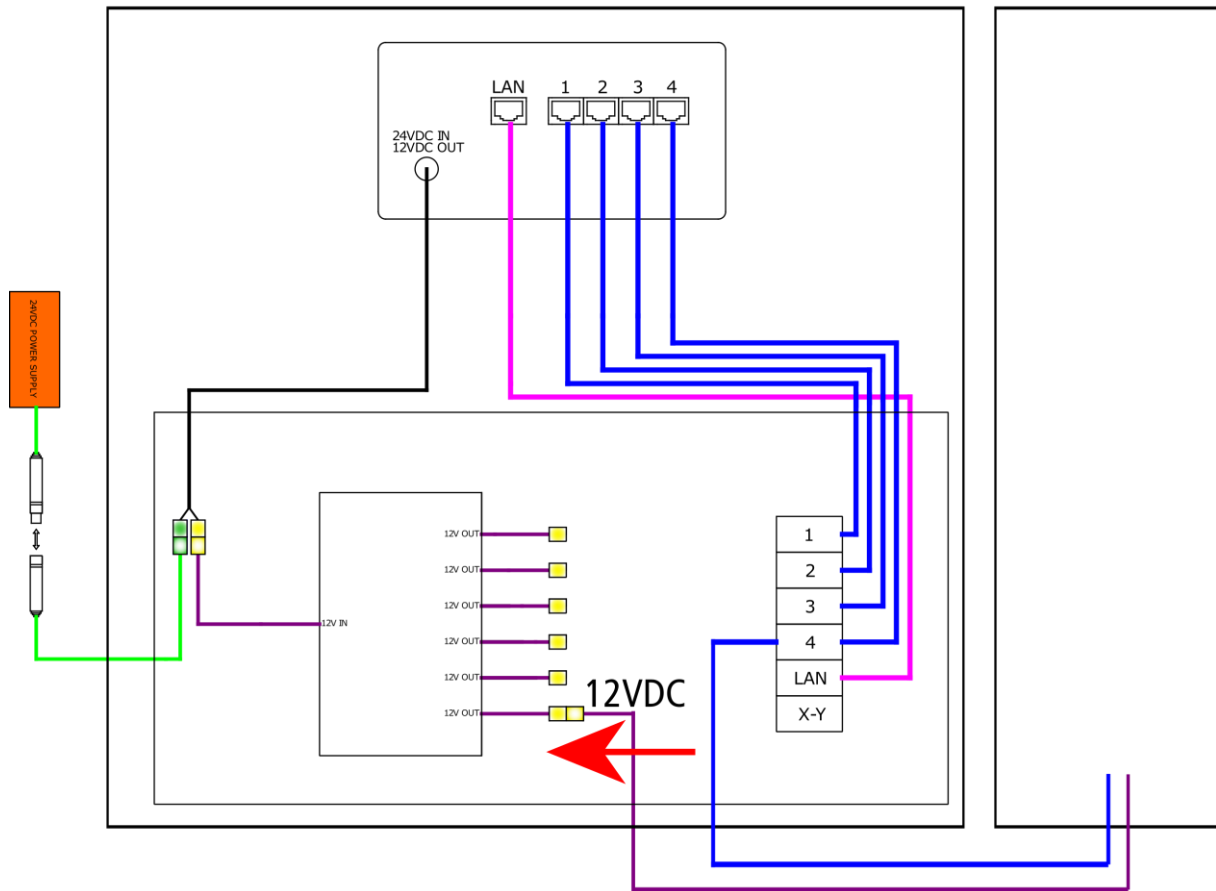 LAN 1 2 3 4
24VDC IN
12VDC OUT
24VDC POWER SUPPLY
12V IN
12V OUT
12V OUT
12V OUT
12V OUT
12V OUT
12V OUT
12VDC
1
2
3
4
LAN
X-Y